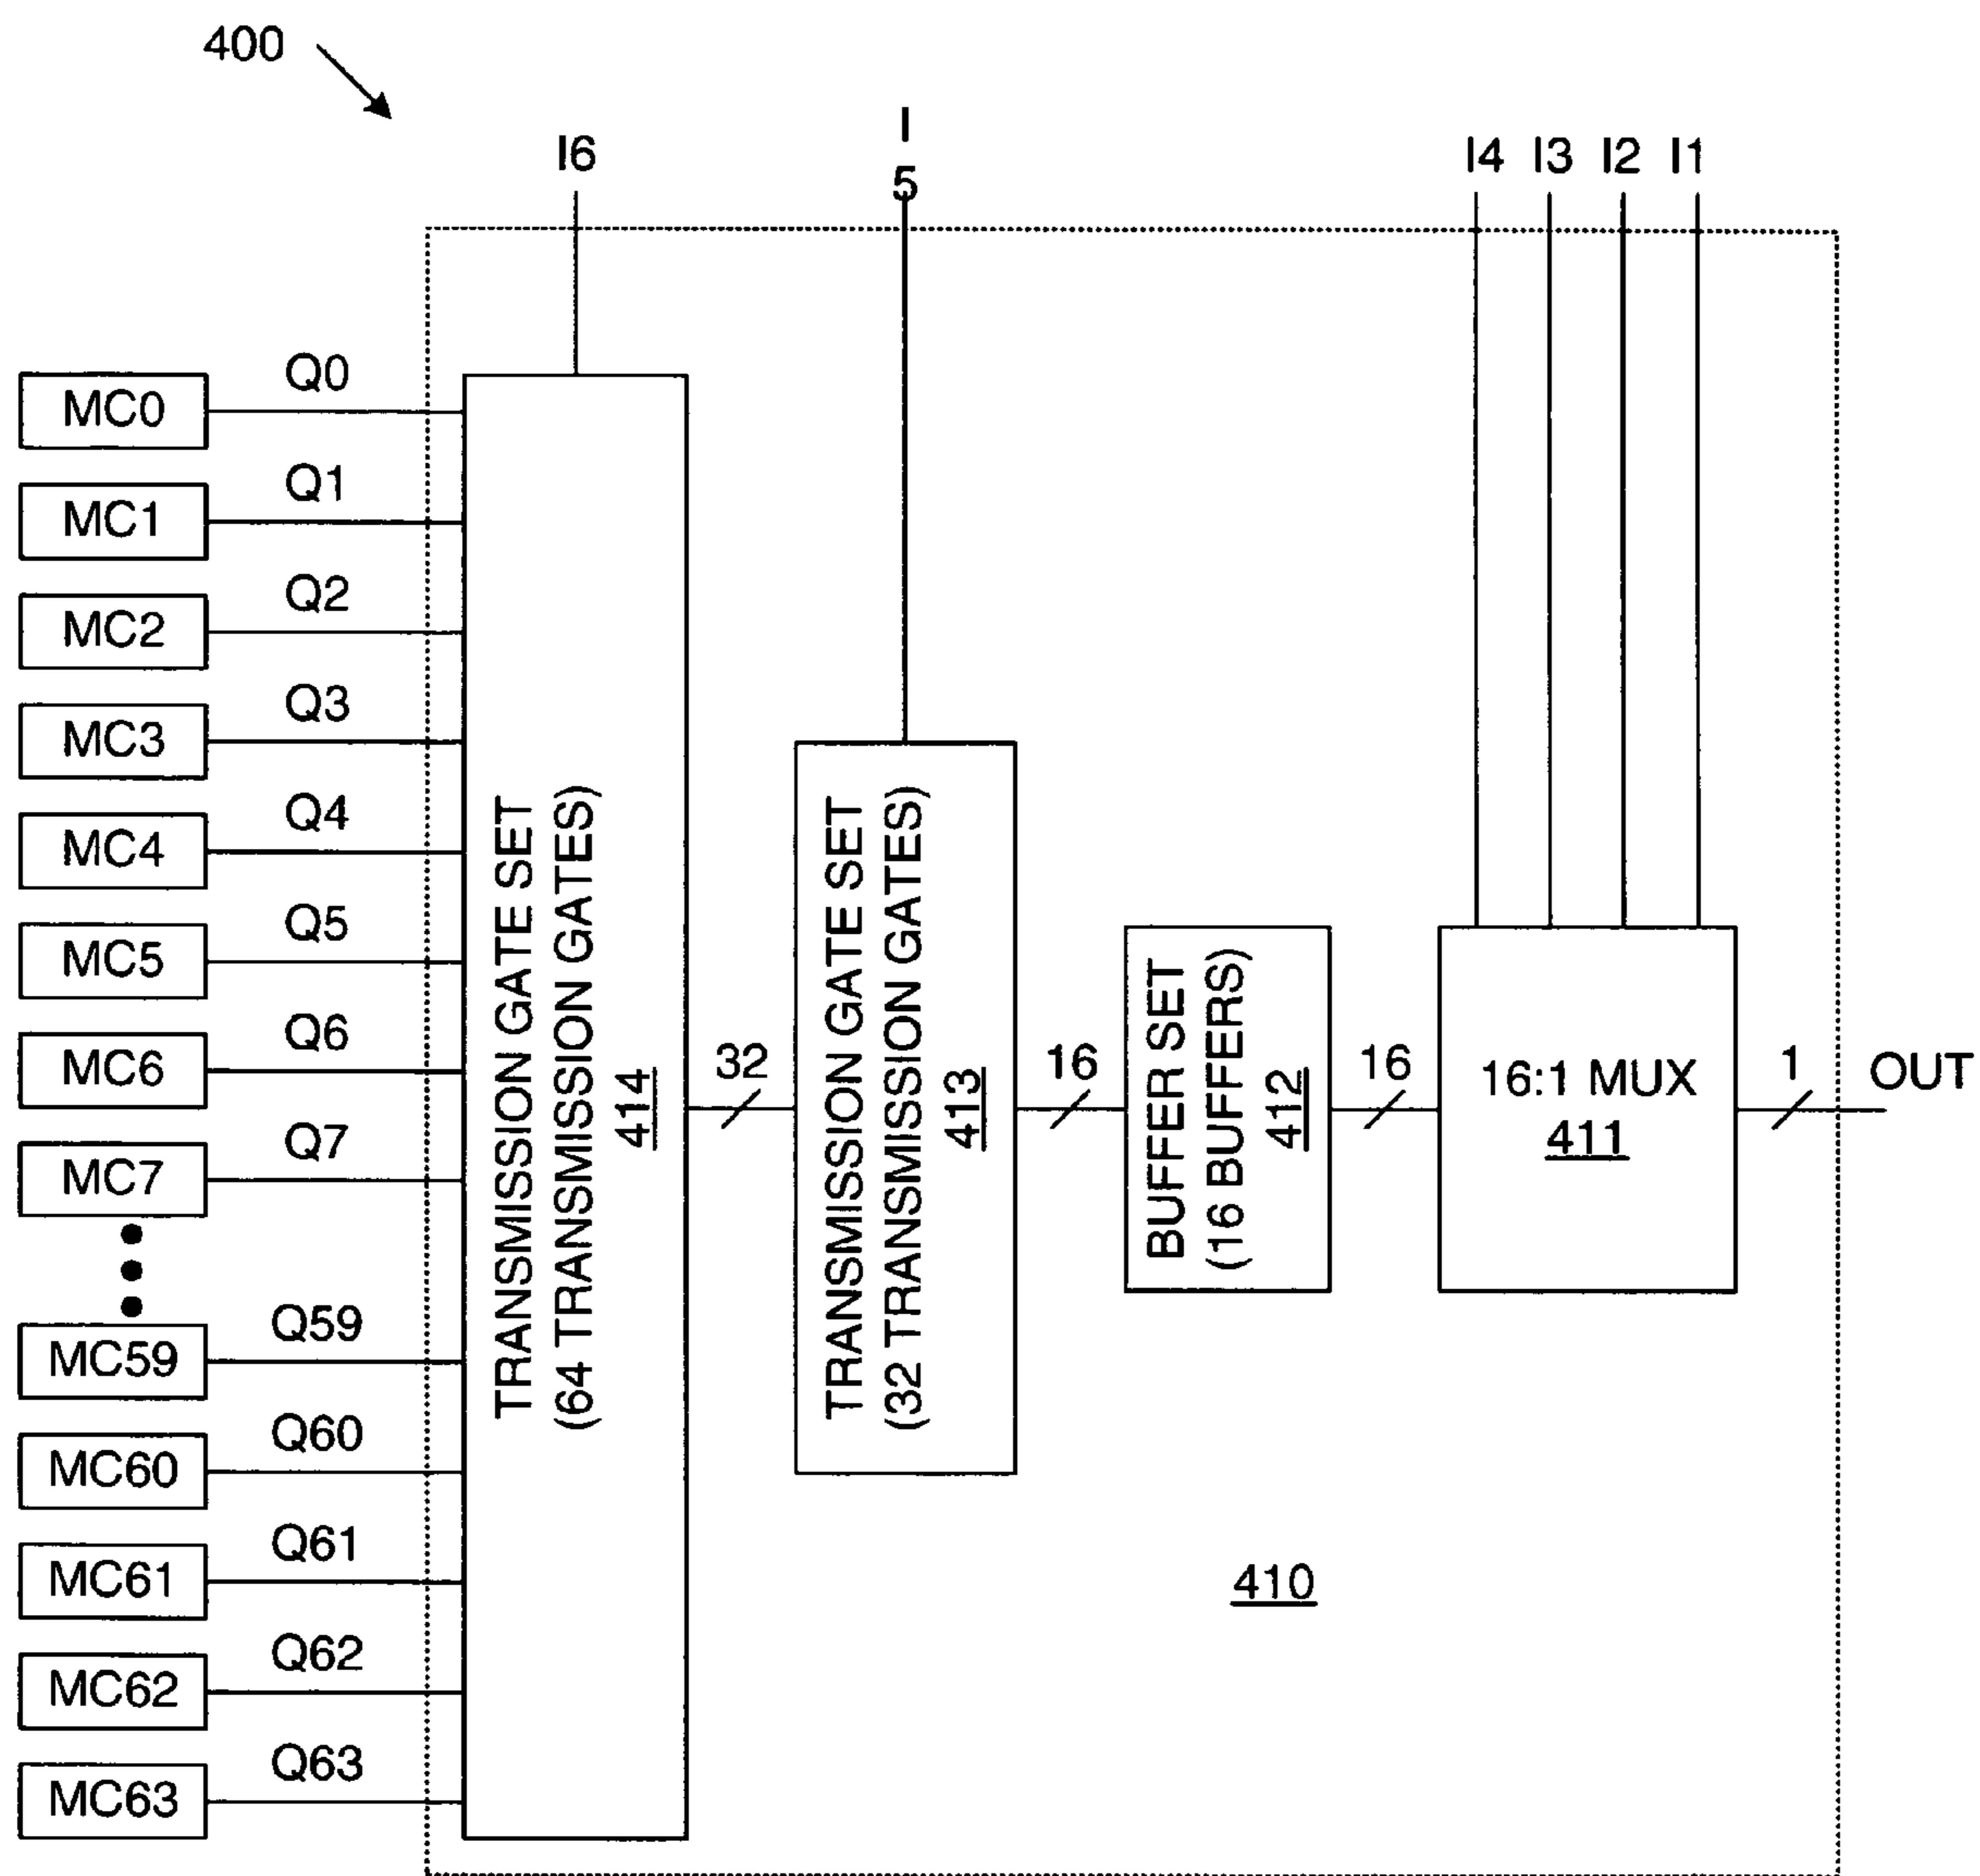 400
I6
I
5
I4 I3 I2 I1
MC0
Q0
MC1
Q1
MC2
Q2
MC3
Q3
MC4
Q4
MC5
Q5
MC6
Q6
MC7
Q7
MC59
Q59
MC60
Q60
MC61
Q61
MC62
Q62
MC63
Q63
TRANSMISSION GATE SET
(64 TRANSMISSION GATES)
414
32
TRANSMISSION GATE SET
(32 TRANSMISSION GATES)
413
16
BUFFER SET
(16 BUFFERS)
412
16
16:1 MUX
411
1
OUT
410